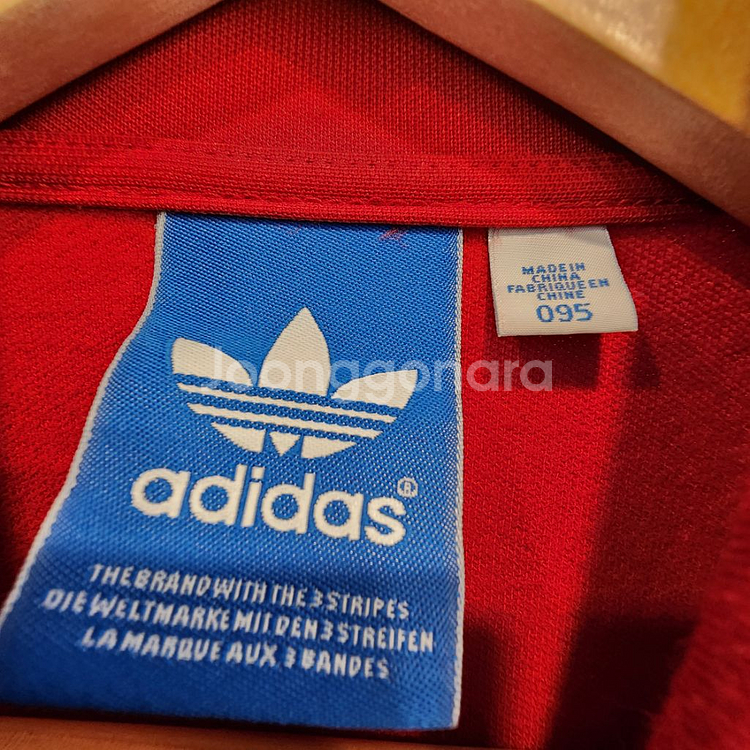 MADE IN
CHINA
FABRIQUE EN
CHINE
095
Joonggonara
adidas®
THE BRAND WITH THE 3 STRIPES
DIE WELTMARKE MIT DEN 3 STREIFEN
LA MARQUE AUX 3 BANDES